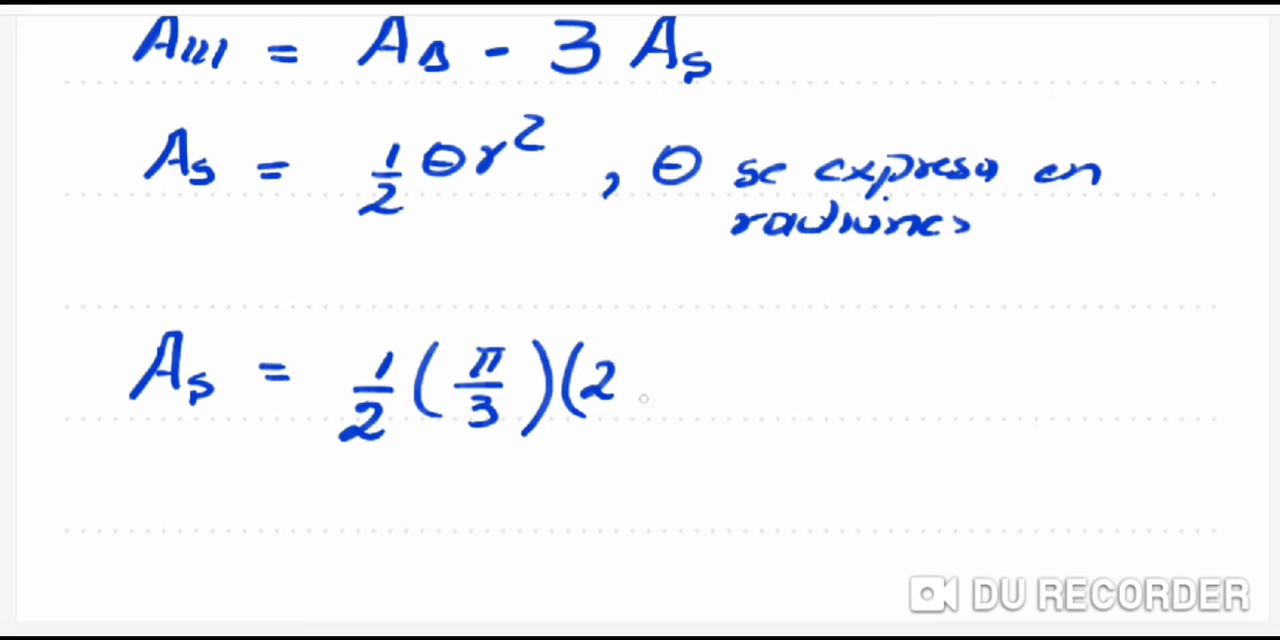 A/// = A△ - 3 As
As = 1/2 θ r², θ se expresa en
radianes
As = 1/2 (π/3)(2
DU RECORDER